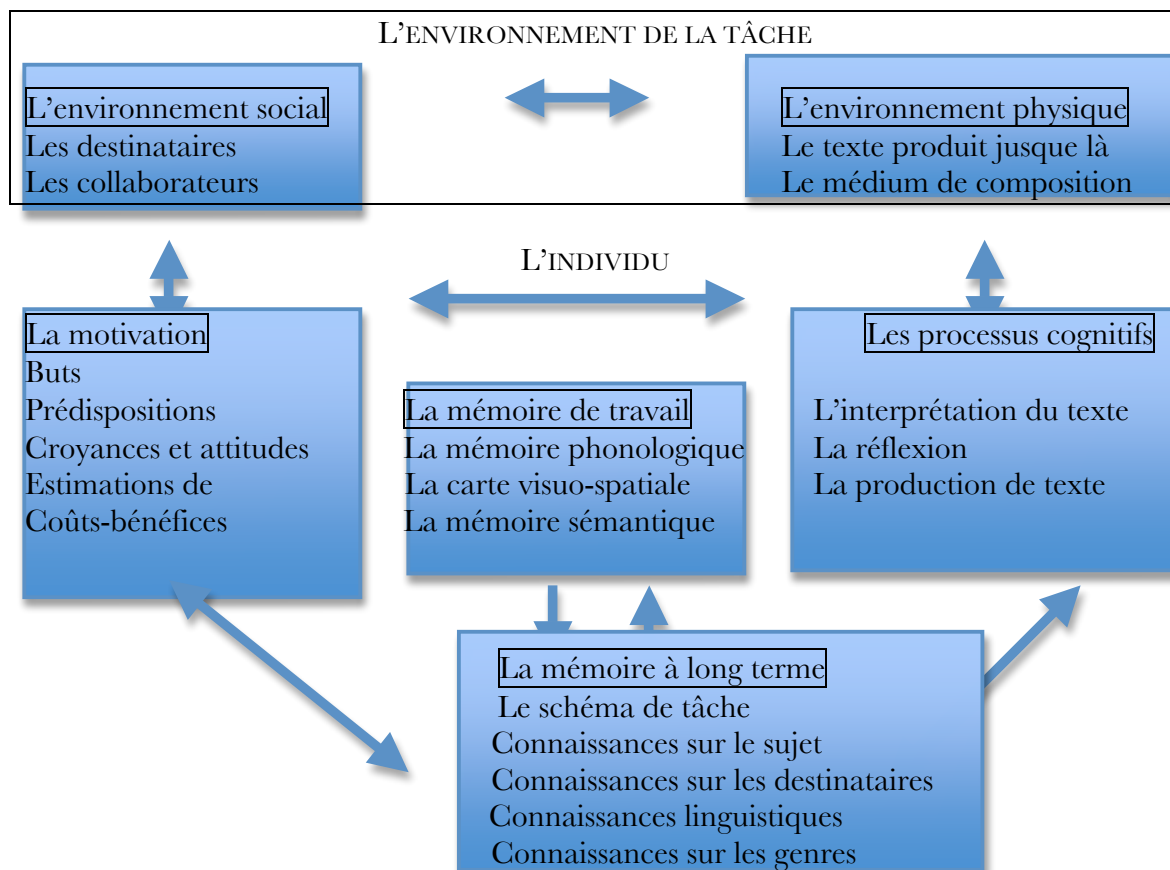 L’ENVIRONNEMENT DE LA TÂCHE
L’environnement social
Les destinataires
Les collaborateurs
L’environnement physique
Le texte produit jusque là
Le médium de composition
L’INDIVIDU
La motivation
Buts
Prédispositions
Croyances et attitudes
Estimations de
Coûts-bénéfices
La mémoire de travail
La mémoire phonologique
La carte visuo-spatiale
La mémoire sémantique
Les processus cognitifs
L’interprétation du texte
La réflexion
La production de texte
La mémoire à long terme
Le schéma de tâche
Connaissances sur le sujet
Connaissances sur les destinataires
Connaissances linguistiques
Connaissances sur les genres